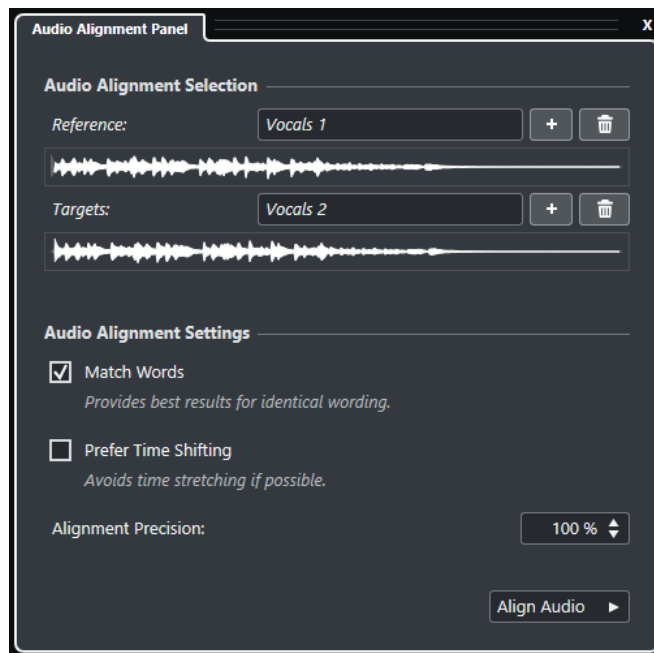 Audio Alignment Panel
X
Audio Alignment Selection
Reference:
Vocals 1
+
Targets:
Vocals 2
+
Audio Alignment Settings
Match Words
Provides best results for identical wording.
Prefer Time Shifting
Avoids time stretching if possible.
Alignment Precision:
100 %
Align Audio